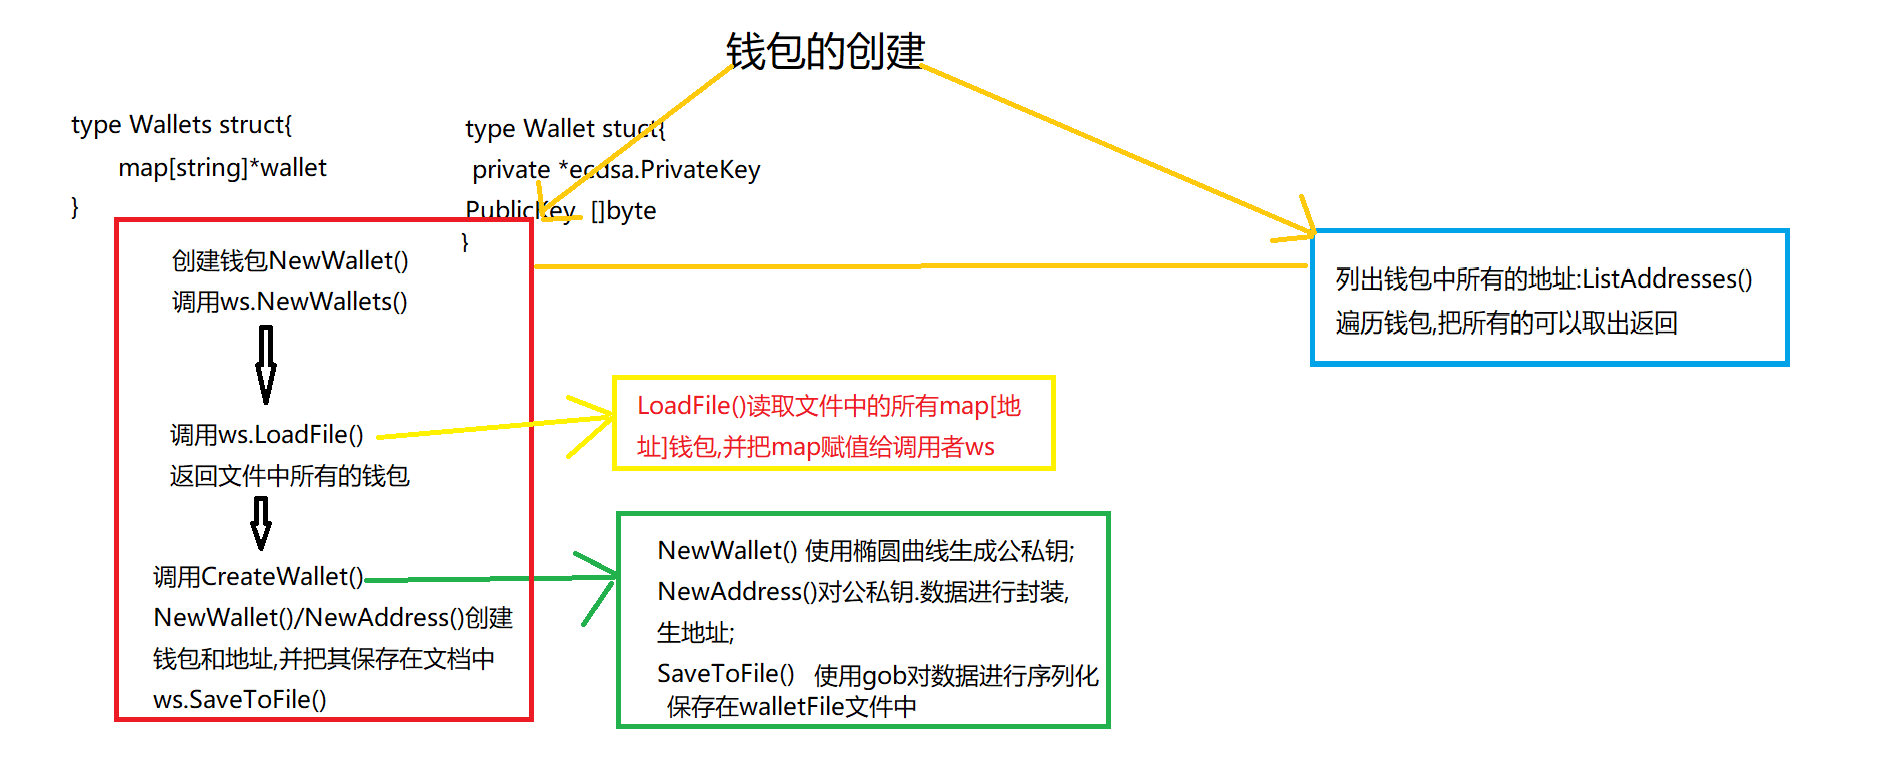 钱包的创建
type Wallets struct{
map[string]*wallet
}
type Wallet stuct{
private *ecdsa.PrivateKey
PublicKey []byte
}
创建钱包NewWallet()
调用ws.NewWallets()
调用ws.LoadFile()
返回文件中所有的钱包
调用CreateWallet()
NewWallet()/NewAddress()创建
钱包和地址,并把其保存在文档中
ws.SaveToFile()
LoadFile()读取文件中的所有map[地
址]钱包,并把map赋值给调用者ws
NewWallet() 使用椭圆曲线生成公私钥;
NewAddress()对公私钥.数据进行封装,
生地址;
SaveToFile() 使用gob对数据进行序列化
保存在walletFile文件中
列出钱包中所有的地址:ListAddresses()
遍历钱包,把所有的可以取出返回